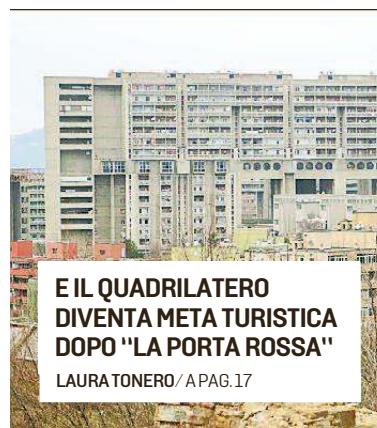 E IL QUADRILATERO
DIVENTA META TURISTICA
DOPO "LA PORTA ROSSA"
LAURA TONERO / A PAG. 17